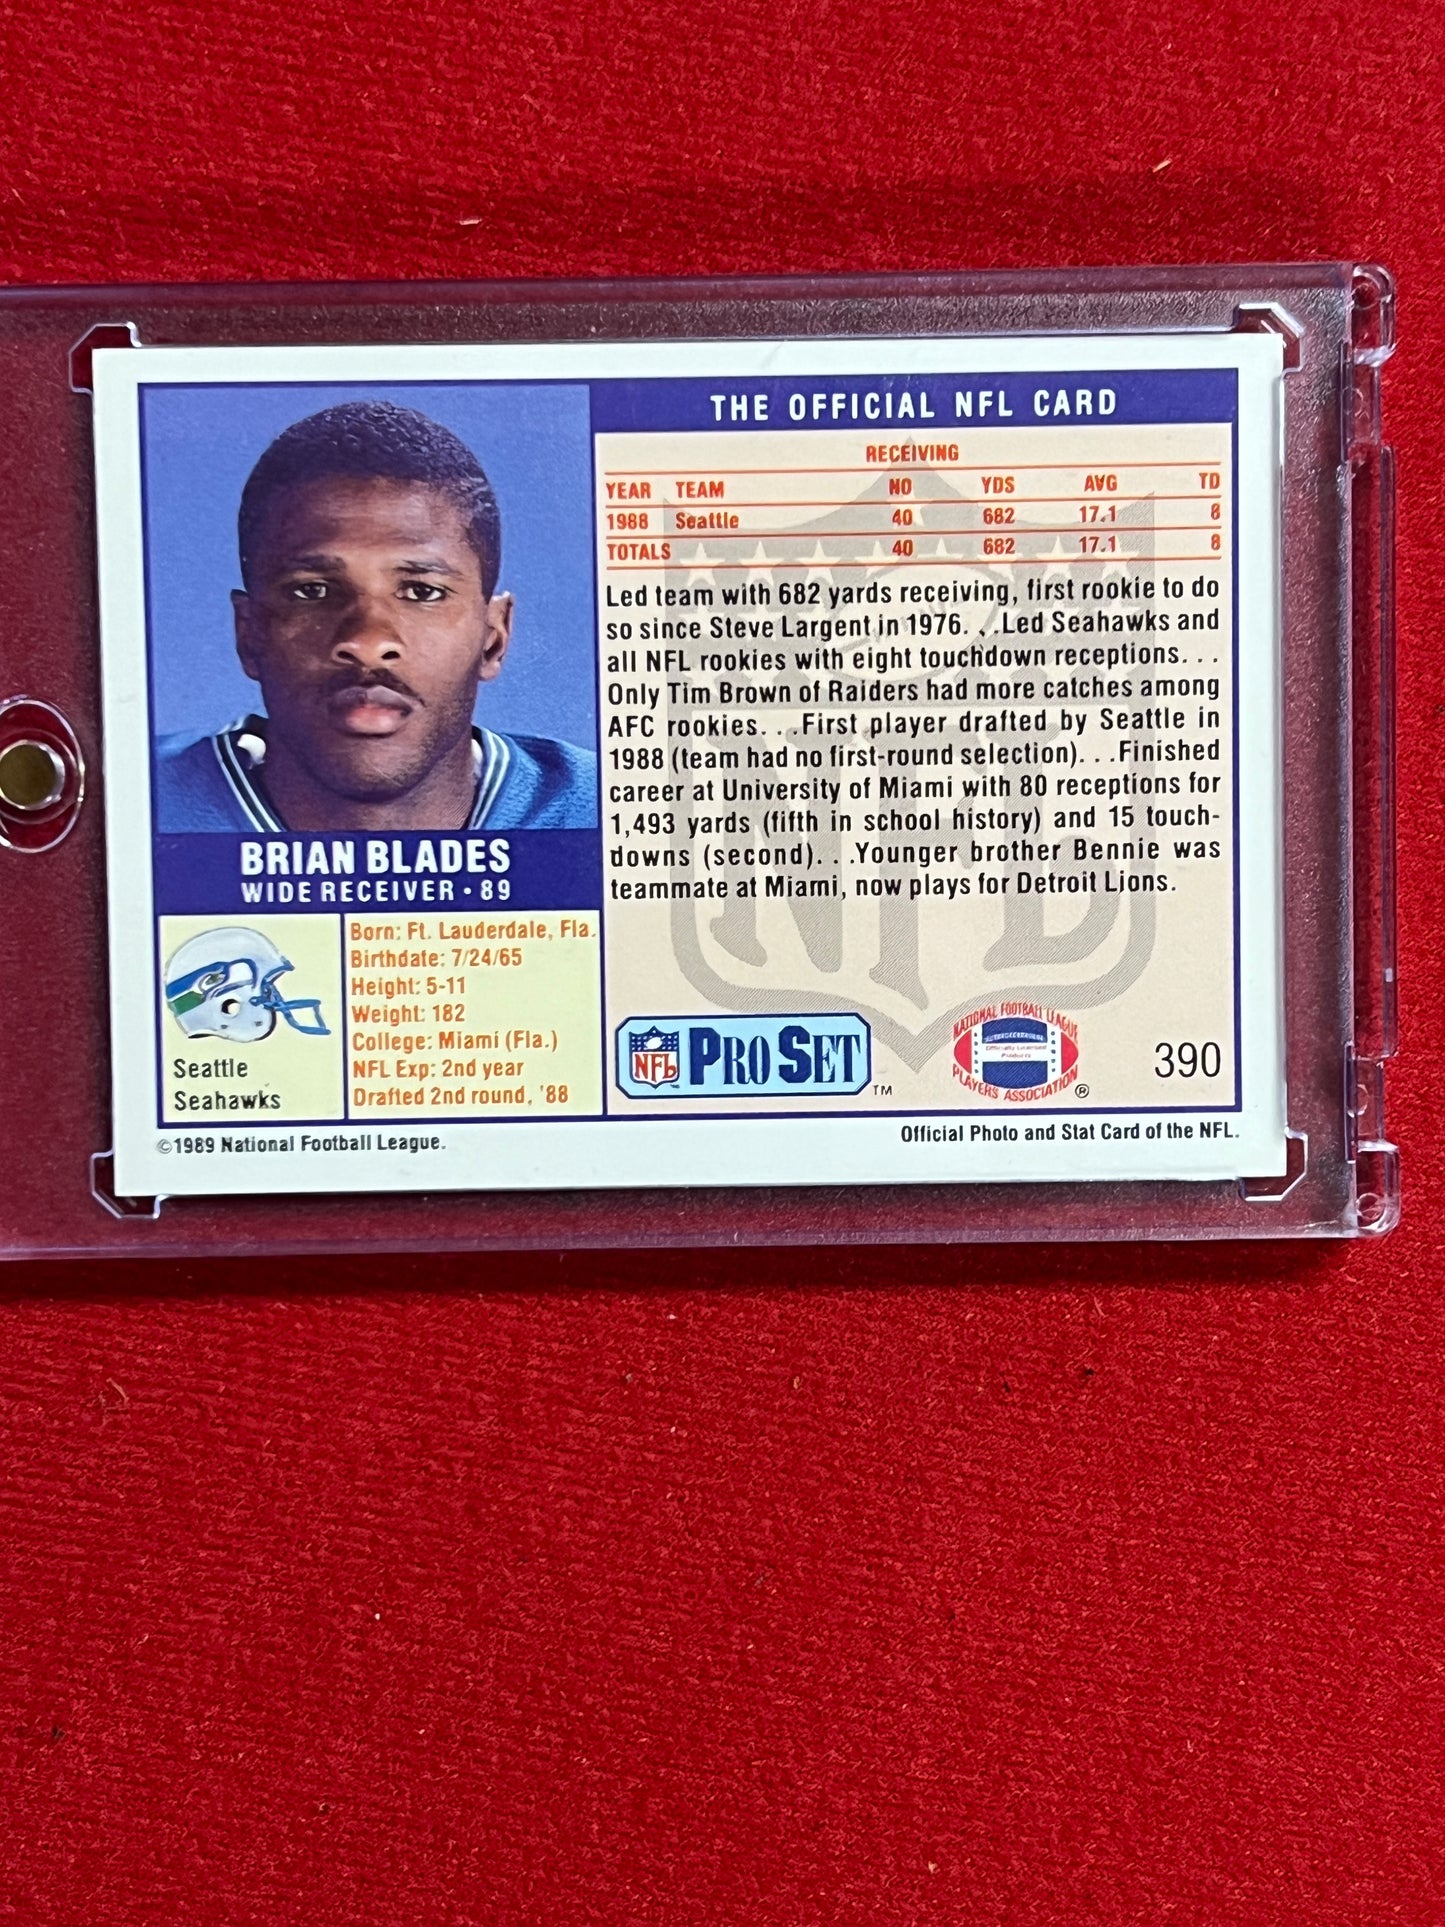 THE OFFICIAL NFL CARD
RECEIVING
YEAR TEAM NO YDS AVG TD
1988 Seattle 40 682 17.1 8
TOTALS 40 682 17.1 8
Led team with 682 yards receiving, first rookie to do
so since Steve Largent in 1976. . .Led Seahawks and
all NFL rookies with eight touchdown receptions. . .
Only Tim Brown of Raiders had more catches among
AFC rookies. . .First player drafted by Seattle in
1988 (team had no first-round selection). . .Finished
career at University of Miami with 80 receptions for
1,493 yards (fifth in school history) and 15 touch-
downs (second). . .Younger brother Bennie was
teammate at Miami, now plays for Detroit Lions.
BRIAN BLADES
WIDE RECEIVER • 89
Seattle
Seahawks
Born: Ft. Lauderdale, Fla.
Birthdate: 7/24/65
Height: 5-11
Weight: 182
College: Miami (Fla.)
NFL Exp: 2nd year
Drafted 2nd round, '88
NFL PRO SET TM
NATIONAL FOOTBALL LEAGUE
Officially Licensed
Product
PLAYERS ASSOCIATION ®
390
©1989 National Football League.
Official Photo and Stat Card of the NFL.
NFL